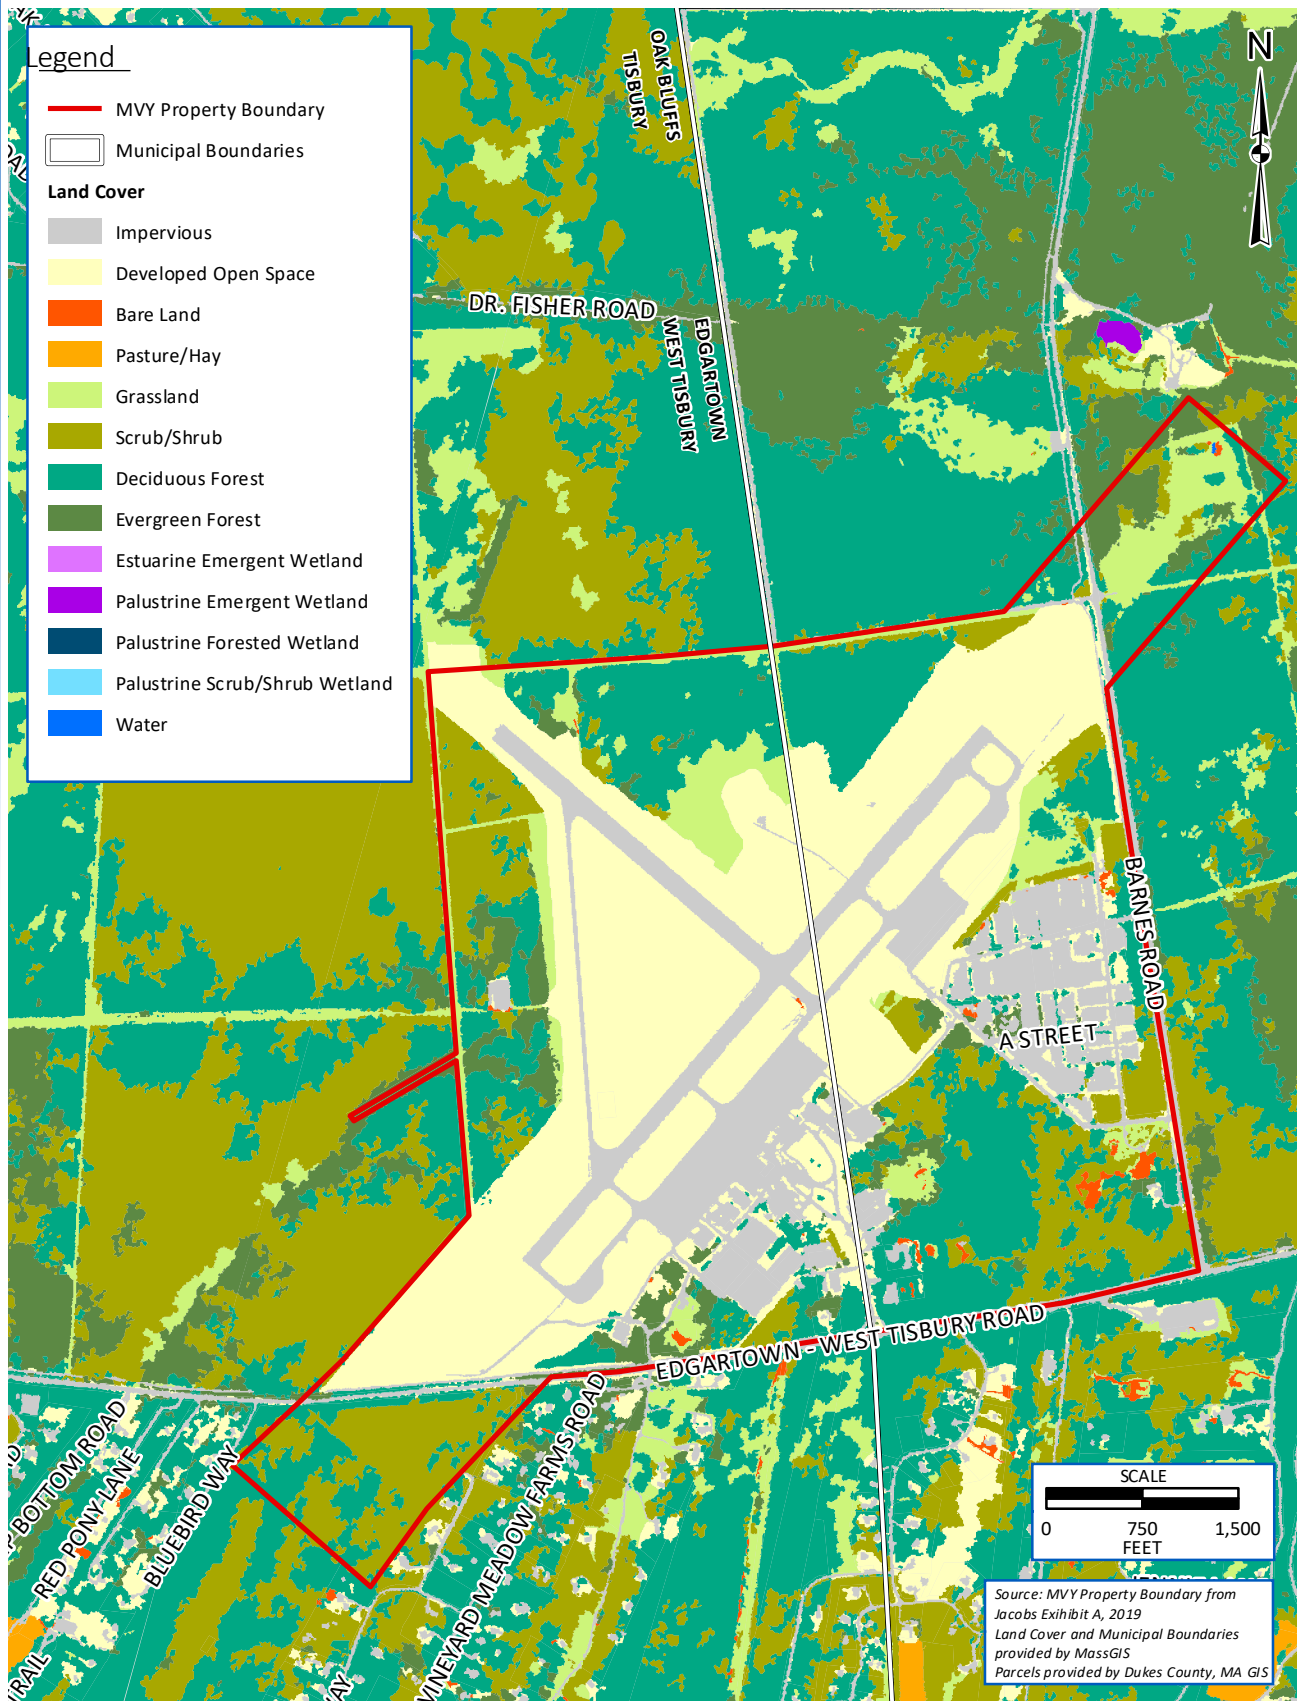 Legend
MVY Property Boundary
Municipal Boundaries
Land Cover
Impervious
Developed Open Space
Bare Land
Pasture/Hay
Grassland
Scrub/Shrub
Deciduous Forest
Evergreen Forest
Estuarine Emergent Wetland
Palustrine Emergent Wetland
Palustrine Forested Wetland
Palustrine Scrub/Shrub Wetland
Water
OAK BLUFFS
TISBURY
N
DR. FISHER ROAD
EDGARTOWN
WEST TISBURY
BARNES ROAD
A STREET
EDGARTOWN - WEST TISBURY ROAD
BOTTOM ROAD
RED PONY LANE
BLUEBIRD WAY
VINEYARD MEADOW FARMS ROAD
TRAIL
WAY
SCALE
0 750 1,500
FEET
Source: MVY Property Boundary from
Jacobs Exihibit A, 2019
Land Cover and Municipal Boundaries
provided by MassGIS
Parcels provided by Dukes County, MA GIS